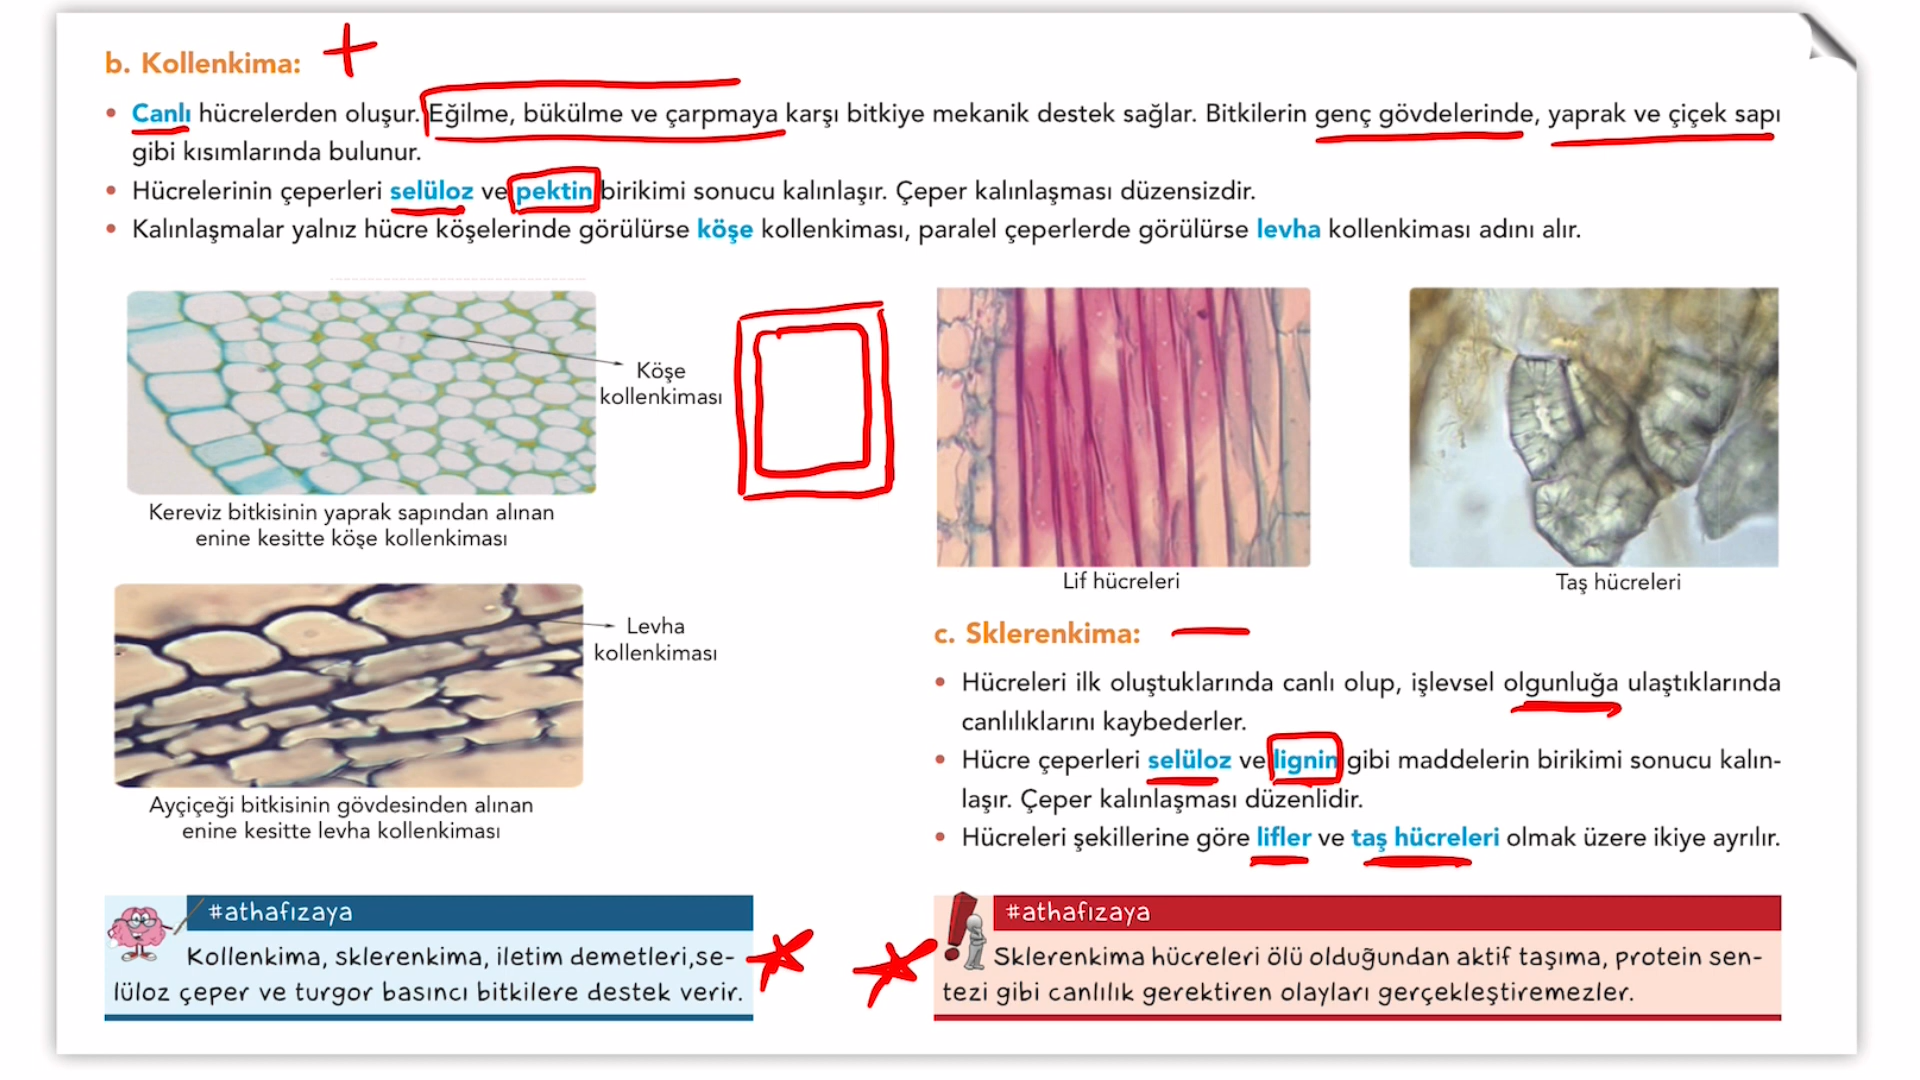 b. Kollenkima:
• Canlı hücrelerden oluşur. Eğilme, bükülme ve çarpmaya karşı bitkiye mekanik destek sağlar. Bitkilerin genç gövdelerinde, yaprak ve çiçek sapı
gibi kısımlarında bulunur.
• Hücrelerinin çeperleri selüloz ve pektin birikimi sonucu kalınlaşır. Çeper kalınlaşması düzensizdir.
• Kalınlaşmalar yalnız hücre köşelerinde görülürse köşe kollenkiması, paralel çeperlerde görülürse levha kollenkiması adını alır.
Köşe
kollenkiması
Kereviz bitkisinin yaprak sapından alınan
enine kesitte köşe kollenkiması
Levha
kollenkiması
Ayçiçeği bitkisinin gövdesinden alınan
enine kesitte levha kollenkiması
Lif hücreleri
Taş hücreleri
c. Sklerenkima:
• Hücreleri ilk oluştuklarında canlı olup, işlevsel olgunluğa ulaştıklarında
canlılıklarını kaybederler.
• Hücre çeperleri selüloz ve lignin gibi maddelerin birikimi sonucu kalın-
laşır. Çeper kalınlaşması düzenlidir.
• Hücreleri şekillerine göre lifler ve taş hücreleri olmak üzere ikiye ayrılır.
#athafızaya
Kollenkima, sklerenkima, iletim demetleri,se-
lüloz çeper ve turgor basıncı bitkilere destek verir.
#athafızaya
Sklerenkima hücreleri ölü olduğundan aktif taşıma, protein sen-
tezi gibi canlılık gerektiren olayları gerçekleştiremezler.